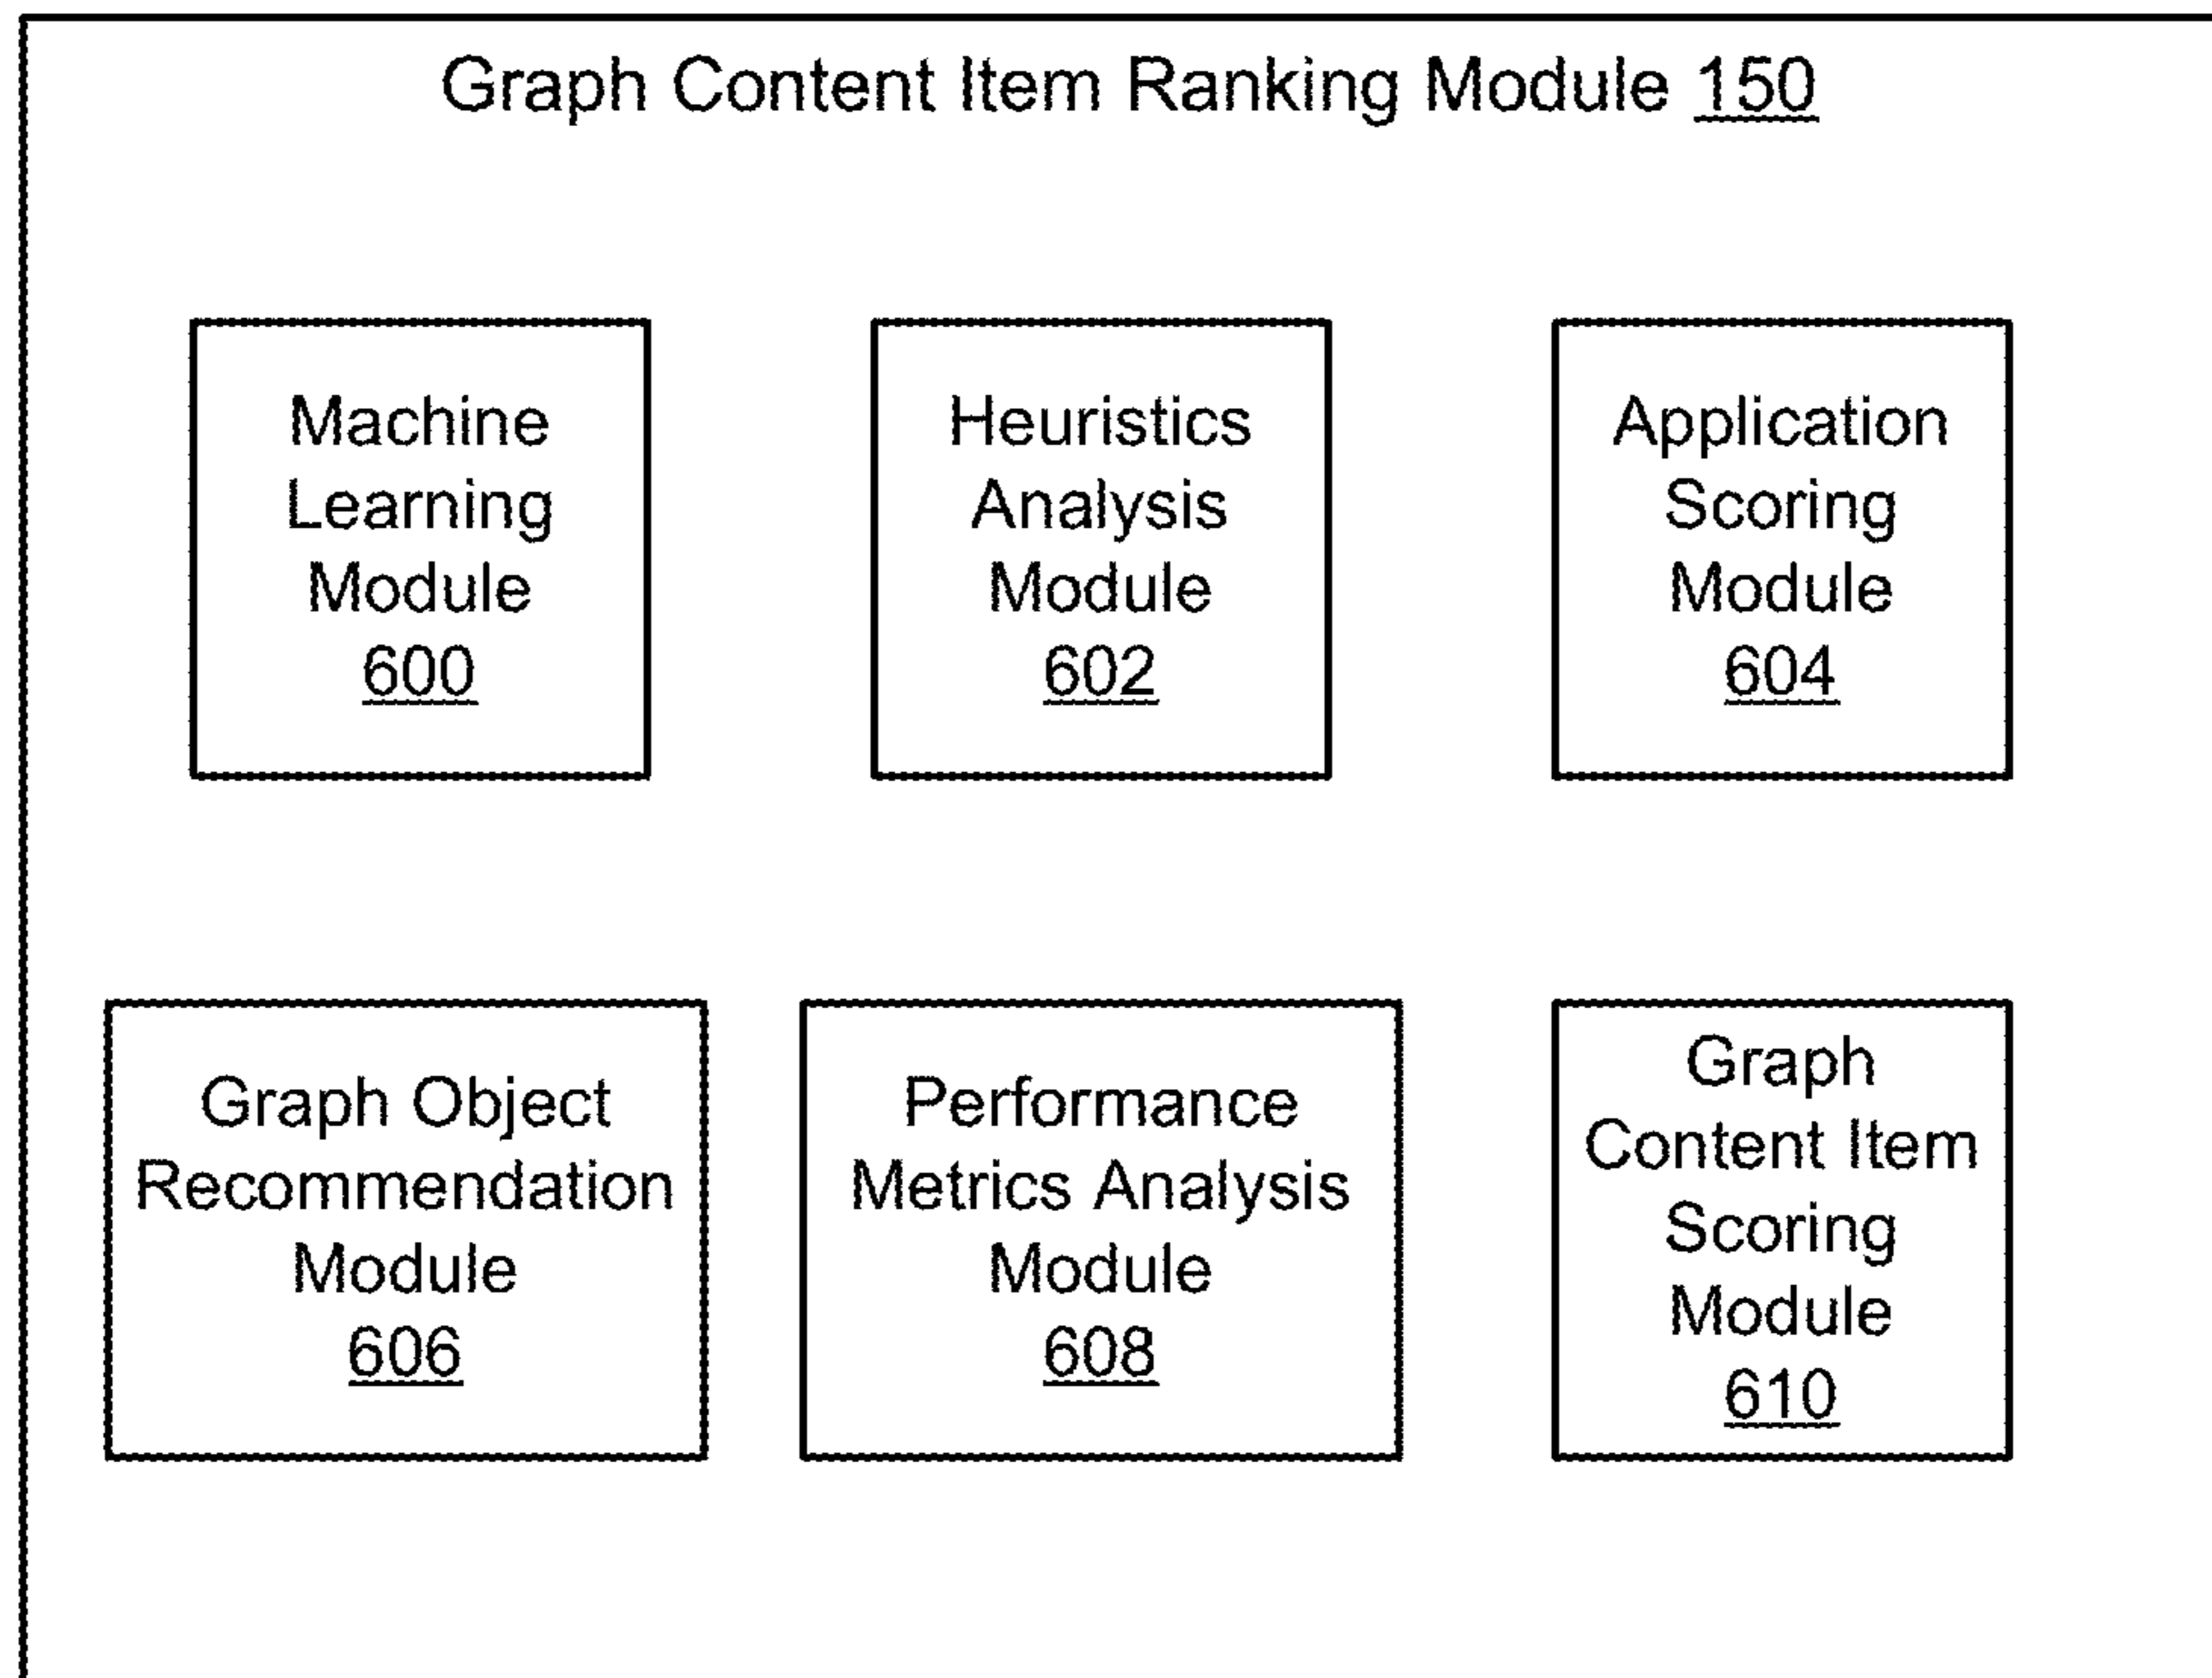 Graph Content Item Ranking Module 150
Machine
Learning
Module
600
Heuristics
Analysis
Module
602
Application
Scoring
Module
604
Graph Object
Recommendation
Module
606
Performance
Metrics Analysis
Module
608
Graph
Content Item
Scoring
Module
610